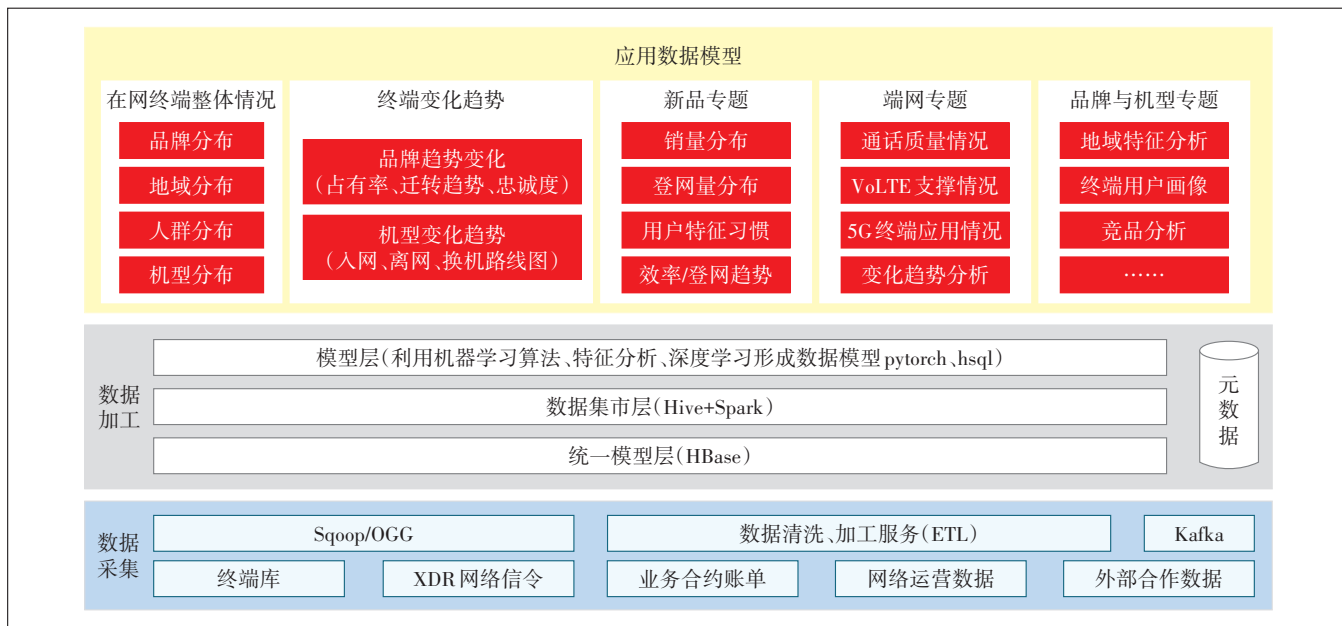 应用数据模型
在网终端整体情况
品牌分布
地域分布
人群分布
机型分布
终端变化趋势
品牌趋势变化
(占有率、迁转趋势、忠诚度)
机型变化趋势
(入网、离网、换机路线图)
新品专题
销量分布
登网量分布
用户特征习惯
效率/登网趋势
端网专题
通话质量情况
VoLTE支撑情况
5G终端应用情况
变化趋势分析
品牌与机型专题
地域特征分析
终端用户画像
竞品分析
……
数据
加工
模型层(利用机器学习算法、特征分析、深度学习形成数据模型pytorch、hsql)
数据集市层(Hive+Spark)
统一模型层(HBase)
元
数
据
数据
采集
Sqoop/OGG
数据清洗、加工服务(ETL)
Kafka
终端库
XDR网络信令
业务合约账单
网络运营数据
外部合作数据